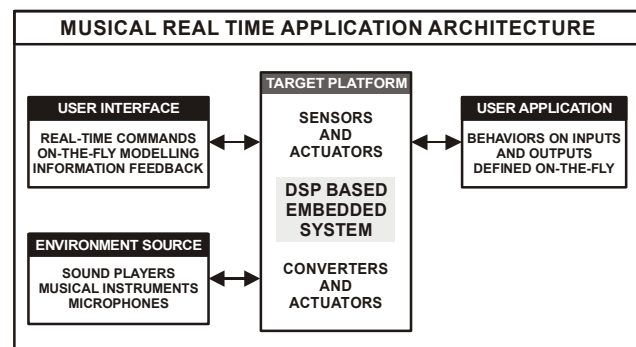 MUSICAL REAL TIME APPLICATION ARCHITECTURE
USER INTERFACE
REAL-TIME COMMANDS
ON-THE-FLY MODELLING
INFORMATION FEEDBACK
ENVIRONMENT SOURCE
SOUND PLAYERS
MUSICAL INSTRUMENTS
MICROPHONES
TARGET PLATFORM
SENSORS
AND
ACTUATORS
DSP BASED
EMBEDDED
SYSTEM
CONVERTERS
AND
ACTUATORS
USER APPLICATION
BEHAVIORS ON INPUTS
AND OUTPUTS
DEFINED ON-THE-FLY